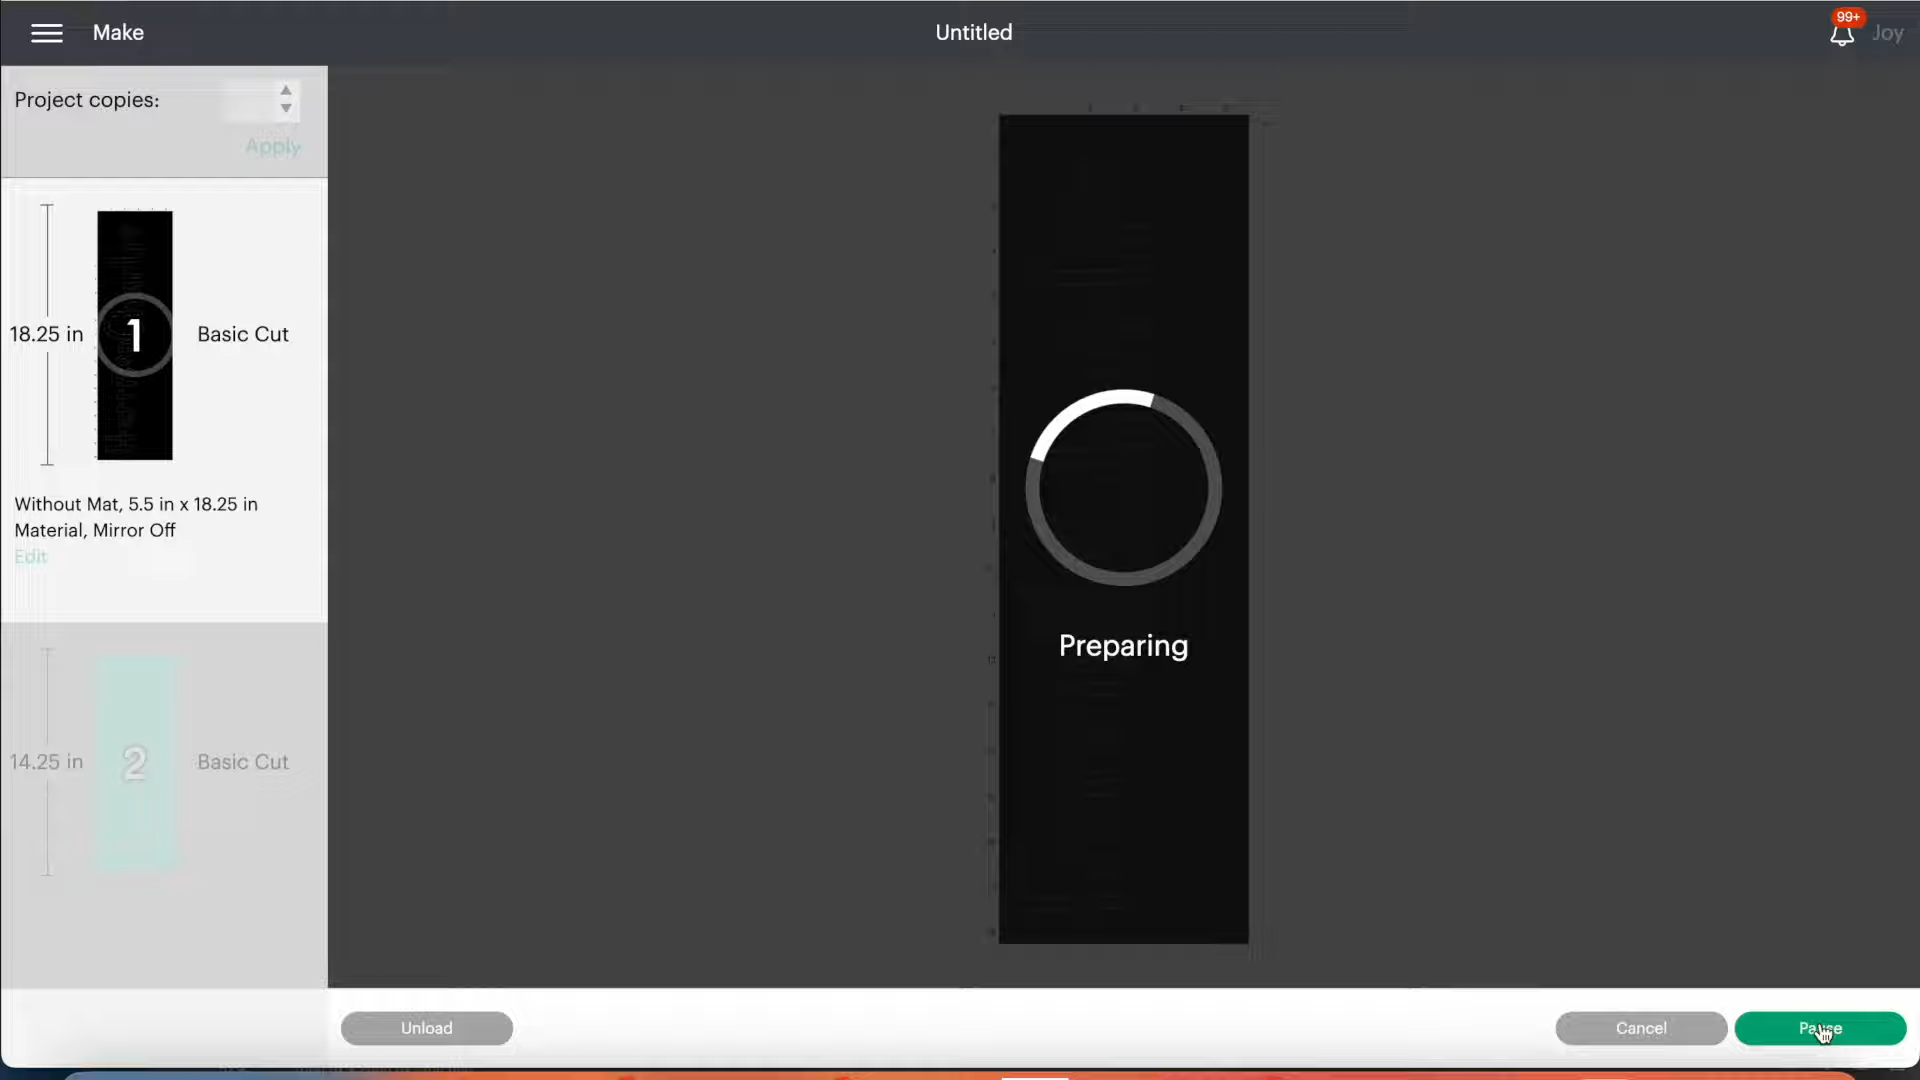 Make
Untitled
99+
Joy
Project copies:
Apply
18.25 in
1
Basic Cut
Without Mat, 5.5 in x 18.25 in
Material, Mirror Off
Edit
14.25 in
2
Basic Cut
Preparing
Unload
Cancel
Pause